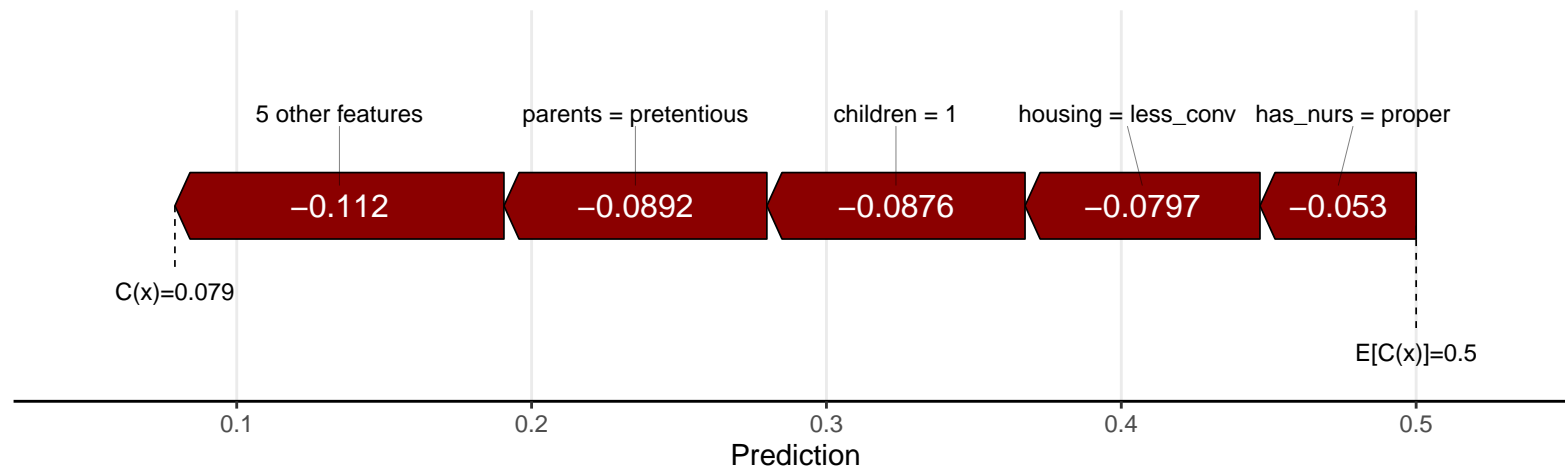 5 other features
parents = pretentious
children = 1
housing = less_conv
has_nurs = proper
−0.112
−0.0892
−0.0876
−0.0797
−0.053
C(x)=0.079
E[C(x)]=0.5
0.1
0.2
0.3
0.4
0.5
Prediction